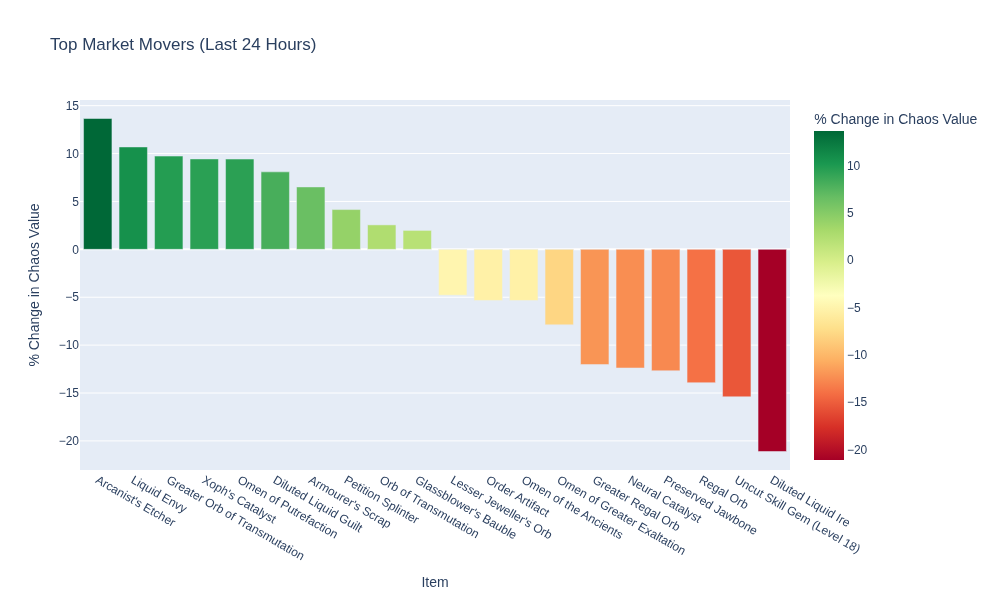 Top Market Movers (Last 24 Hours)
% Change in Chaos Value
15
10
5
0
−5
−10
−15
−20
% Change in Chaos Value
10
5
0
−5
−10
−15
−20
Arcanist's Etcher
Liquid Envy
Greater Orb of Transmutation
Xoph's Catalyst
Omen of Putrefaction
Diluted Liquid Guilt
Armourer's Scrap
Petition Splinter
Orb of Transmutation
Glassblower's Bauble
Lesser Jeweller's Orb
Order Artifact
Omen of the Ancients
Omen of Greater Exaltation
Greater Regal Orb
Neural Catalyst
Preserved Jawbone
Regal Orb
Uncut Skill Gem (Level 18)
Diluted Liquid Ire
Item